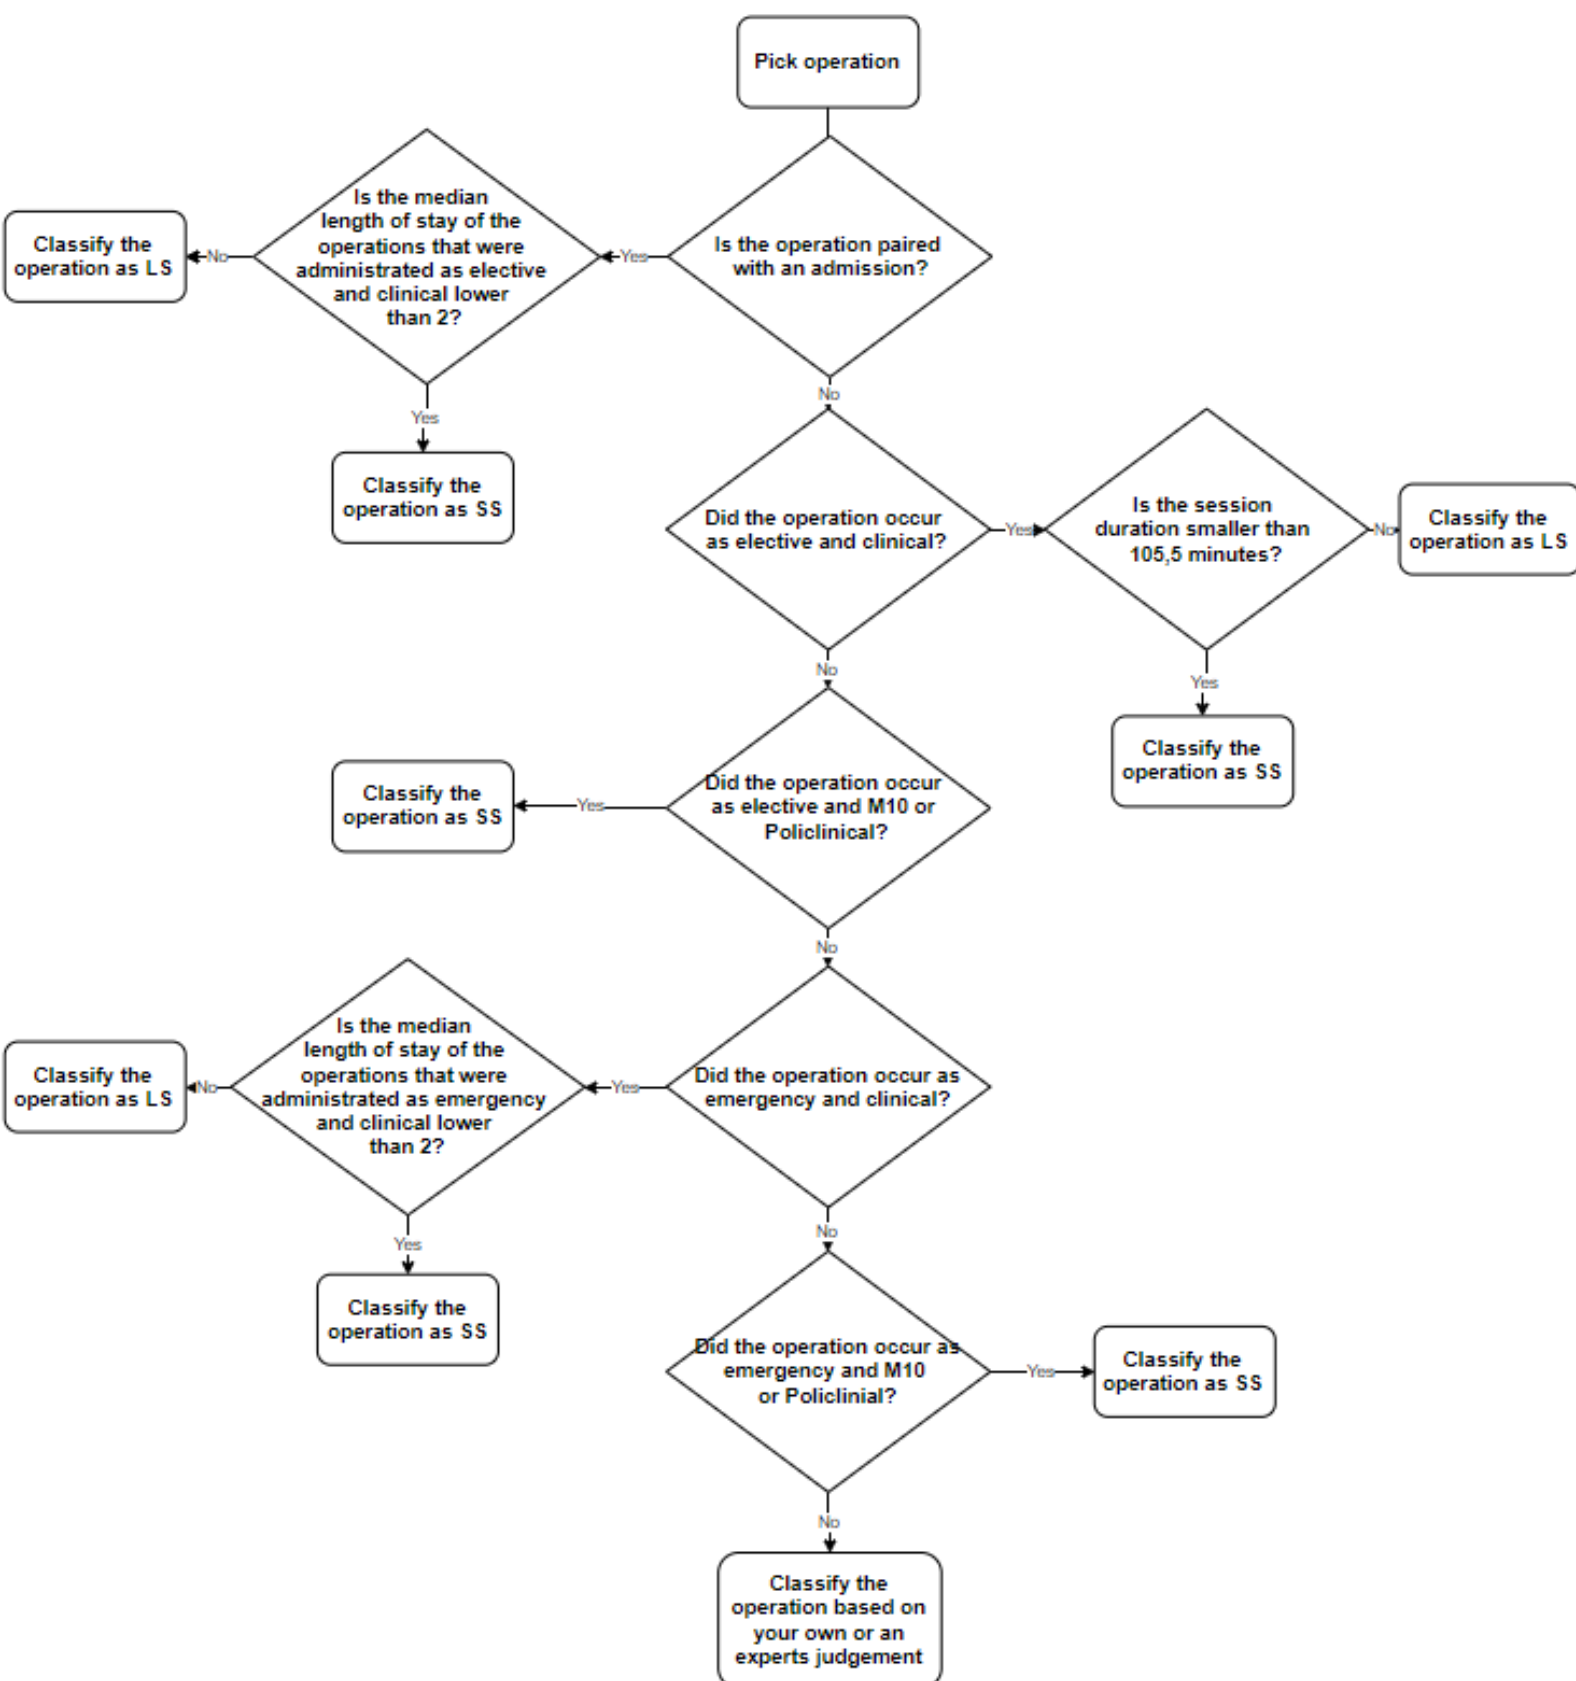 Pick operation
Is the operation paired
with an admission?
Yes
Is the median
length of stay of the
operations that were
administrated as elective
and clinical lower
than 2?
No
Classify the
operation as LS
Yes
Classify the
operation as SS
No
Did the operation occur
as elective and clinical?
Yes
Is the session
duration smaller than
105,5 minutes?
No
Classify the
operation as LS
Yes
Classify the
operation as SS
No
Did the operation occur
as elective and M10 or
Policlinical?
Yes
Classify the
operation as SS
No
Did the operation occur as
emergency and clinical?
Yes
Is the median
length of stay of the
operations that were
administrated as emergency
and clinical lower
than 2?
No
Classify the
operation as LS
Yes
Classify the
operation as SS
No
Did the operation occur as
emergency and M10
or Policlinial?
Yes
Classify the
operation as SS
No
Classify the
operation based on
your own or an
experts judgement